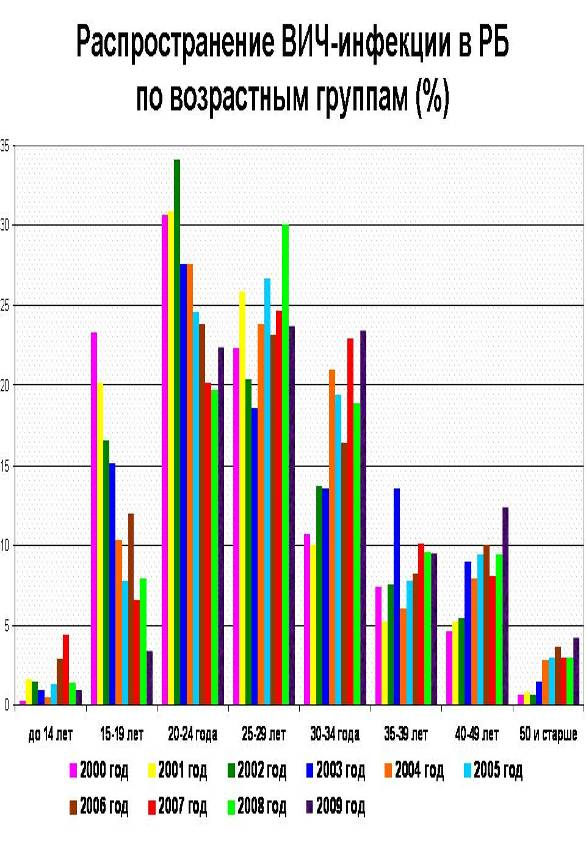 Распространение ВИЧ-инфекции в РБ
по возрастным группам (%)
35
30
25
20
15
10
5
0
до 14 лет 15-19 лет 20-24 года 25-29 лет 30-34 года 35-39 лет 40-49 лет 50 и старше
2000 год 2001 год 2002 год 2003 год 2004 год 2005 год
2006 год 2007 год 2008 год 2009 год